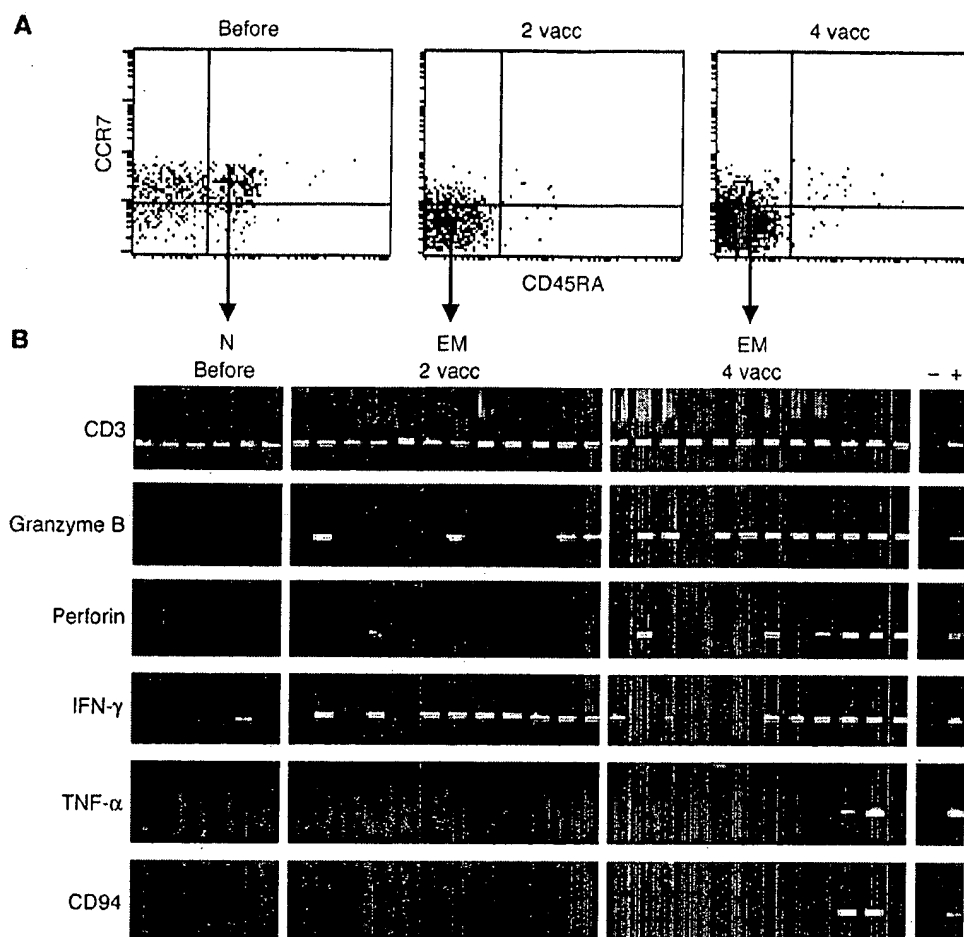 A
Before
2 vacc
4 vacc
CCR7
CD45RA
N
EM
EM
B
Before
2 vacc
4 vacc
− +
CD3
Granzyme B
Perforin
IFN-γ
TNF-α
CD94